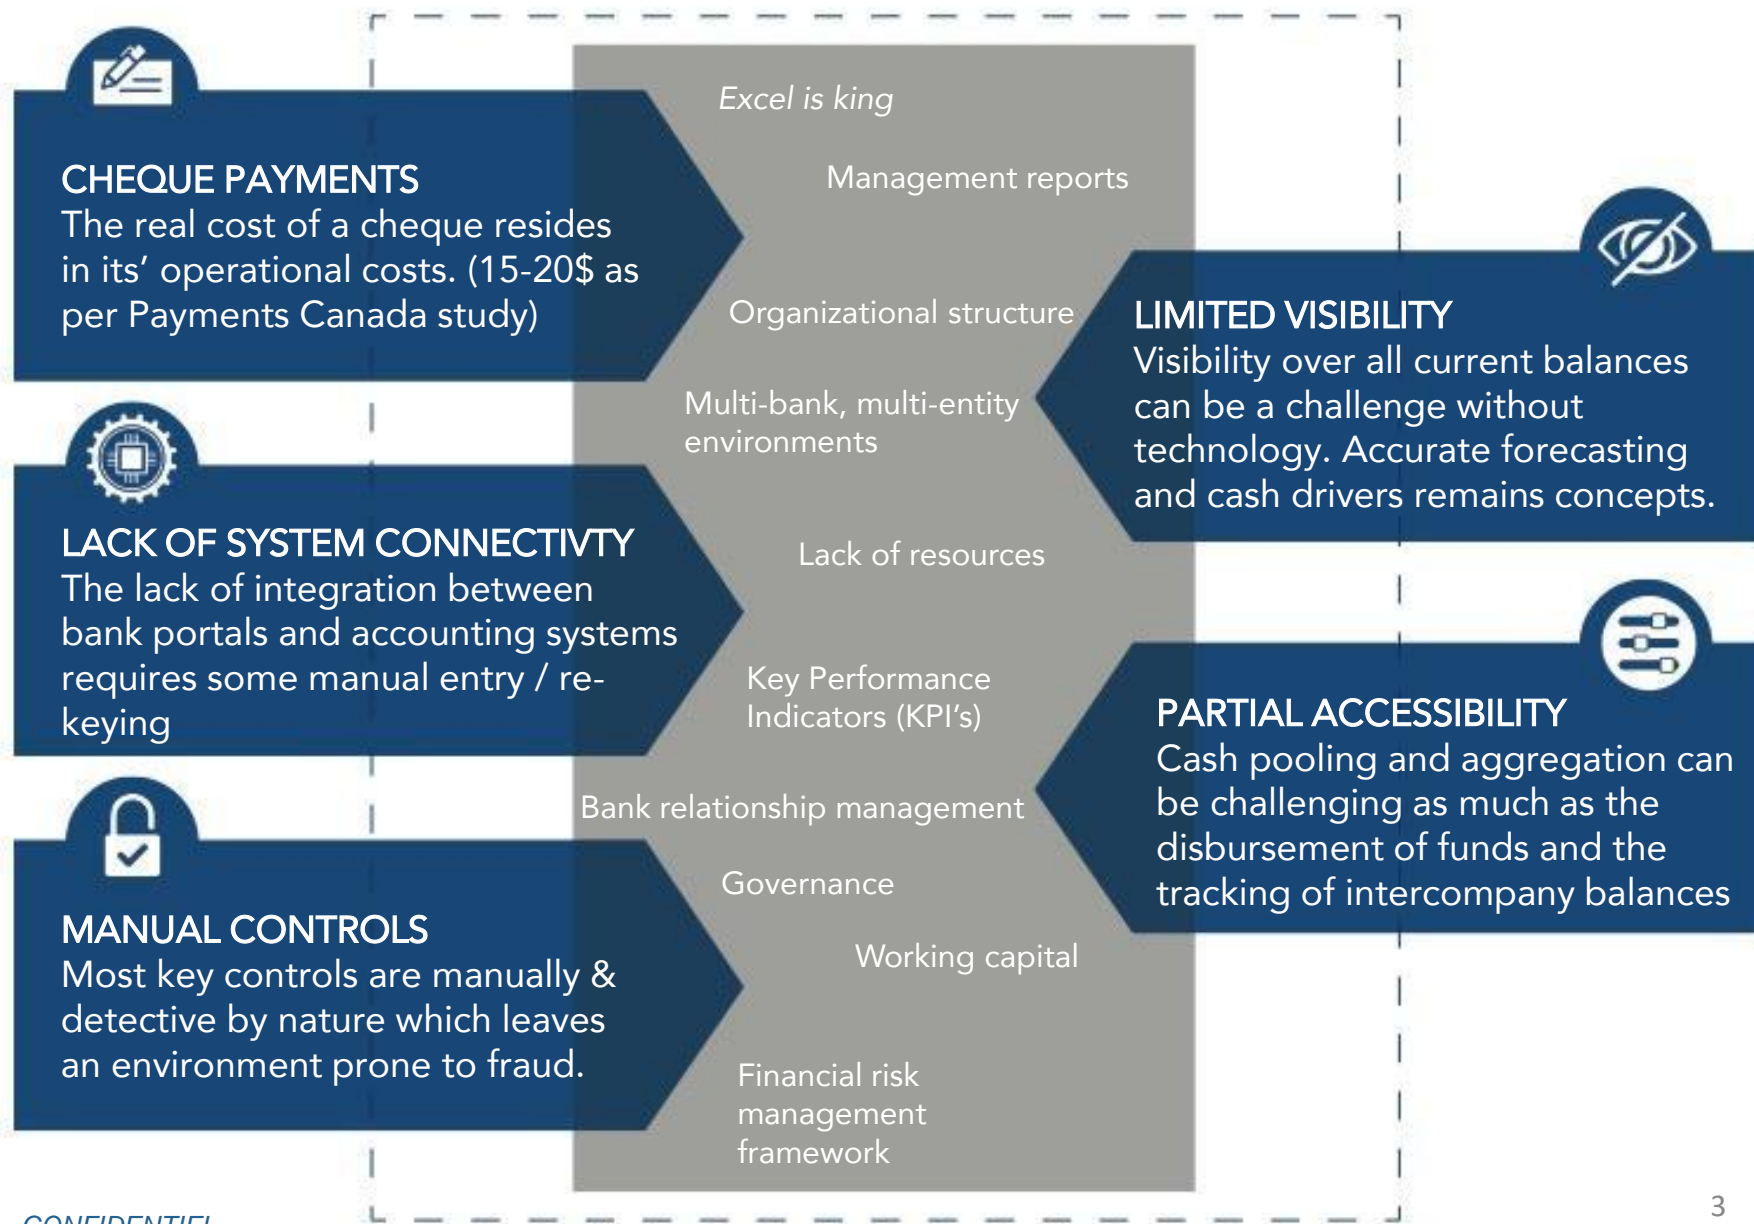 CHEQUE PAYMENTS
The real cost of a cheque resides
in its’ operational costs. (15-20$ as
per Payments Canada study)
LACK OF SYSTEM CONNECTIVTY
The lack of integration between
bank portals and accounting systems
requires some manual entry / re-
keying
MANUAL CONTROLS
Most key controls are manually &
detective by nature which leaves
an environment prone to fraud.
Excel is king
Management reports
Organizational structure
Multi-bank, multi-entity
environments
Lack of resources
Key Performance
Indicators (KPI’s)
Bank relationship management
Governance
Working capital
Financial risk
management
framework
LIMITED VISIBILITY
Visibility over all current balances
can be a challenge without
technology. Accurate forecasting
and cash drivers remains concepts.
PARTIAL ACCESSIBILITY
Cash pooling and aggregation can
be challenging as much as the
disbursement of funds and the
tracking of intercompany balances
CONFIDENTIEL
3